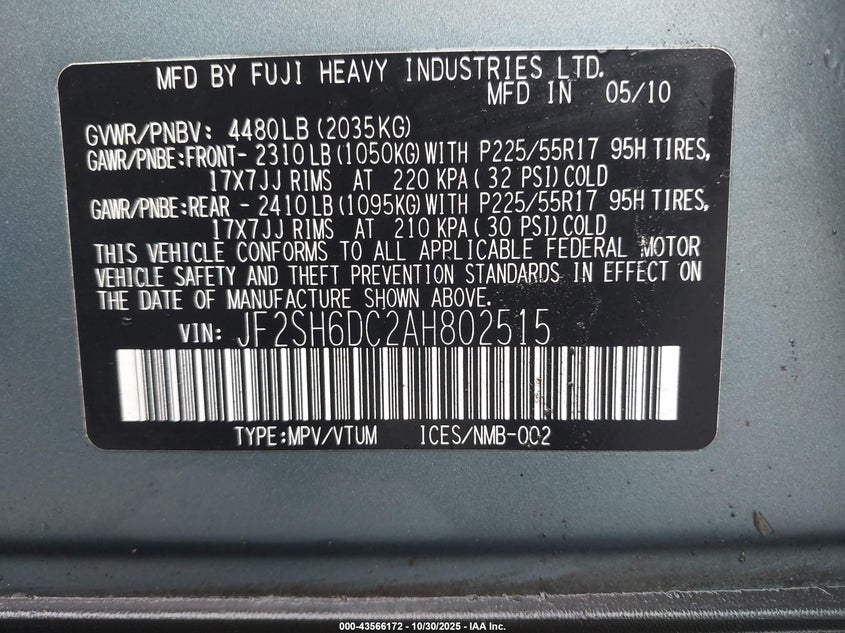 MFD BY FUJI HEAVY INDUSTRIES LTD.
MFD IN 05/10
GVWR/PNBV: 4480LB(2035KG)
GAWR/PNBE:FRONT- 2310LB(1050KG)WITH P225/55R17 95H TIRES,
17X7JJ RIMS AT 220 KPA( 32 PSI)COLD
GAWR/PNBE:REAR - 2410LB(1095KG)WITH P225/55R17 95H TIRES,
17X7JJ RIMS AT 210 KPA( 30 PSI)COLD
THIS VEHICLE CONFORMS TO ALL APPLICABLE FEDERAL MOTOR
VEHICLE SAFETY AND THEFT PREVENTION STANDARDS IN EFFECT ON
THE DATE OF MANUFACTURE SHOWN ABOVE.
VIN: JF2SH6DC2AH802515
TYPE:MPV/VTUM ICES/NMB-002
000-43566172 - 10/30/2025 - IAA Inc.